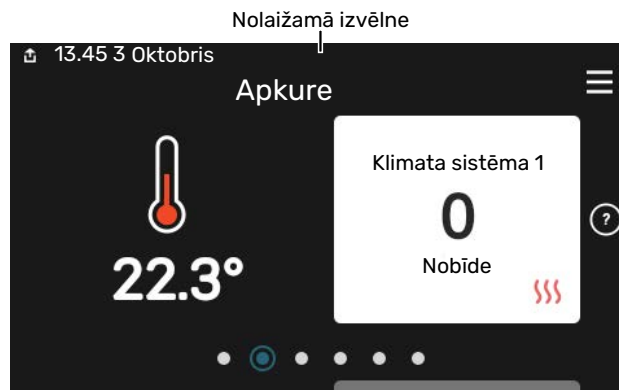 Nolaižamā izvēlne
13.45 3 Oktobris
Apkure
Klimata sistēma 1
0
Nobīde
22.3°
?